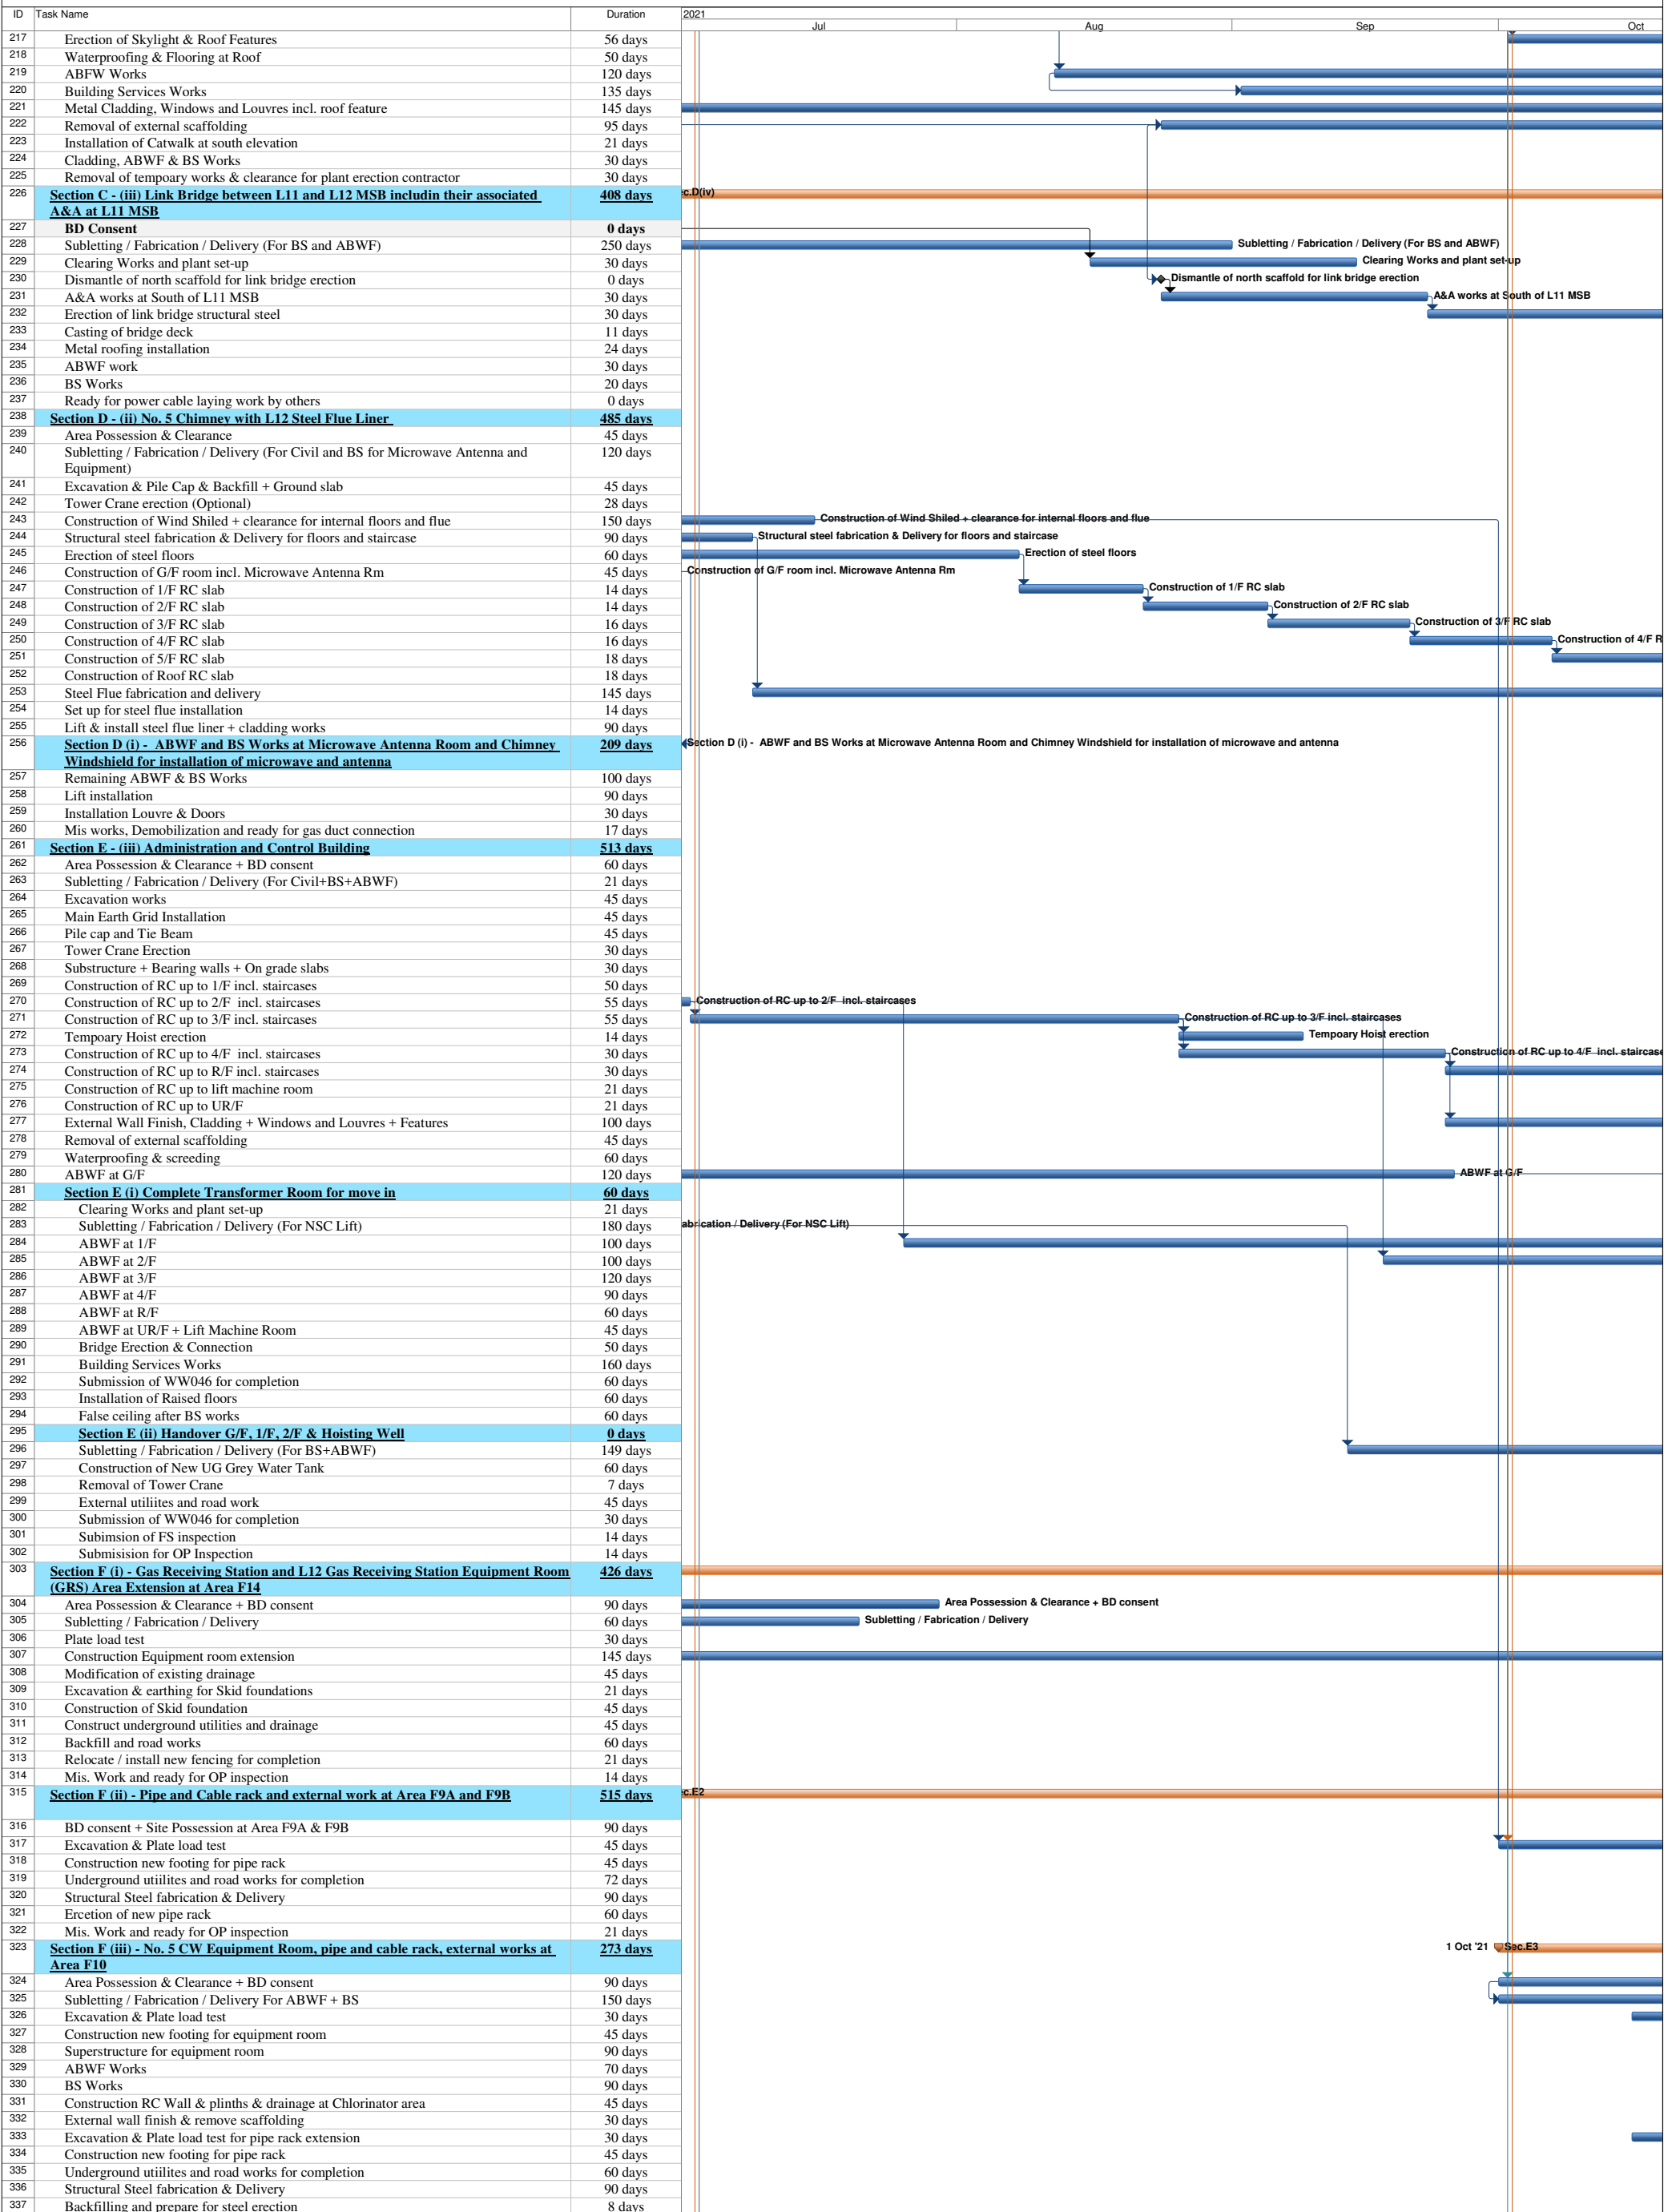 ID Task Name Duration 2021
Jul Aug Sep Oct
217 Erection of Skylight & Roof Features 56 days
218 Waterproofing & Flooring at Roof 50 days
219 ABFW Works 120 days
220 Building Services Works 135 days
221 Metal Cladding, Windows and Louvres incl. roof feature 145 days
222 Removal of external scaffolding 95 days
223 Installation of Catwalk at south elevation 21 days
224 Cladding, ABWF & BS Works 30 days
225 Removal of tempoary works & clearance for plant erection contractor 30 days
226 Section C - (iii) Link Bridge between L11 and L12 MSB includin their associated 408 days c.D(iv)
A&A at L11 MSB
227 BD Consent 0 days
228 Subletting / Fabrication / Delivery (For BS and ABWF) 250 days Subletting / Fabrication / Delivery (For BS and ABWF)
229 Clearing Works and plant set-up 30 days Clearing Works and plant set-up
230 Dismantle of north scaffold for link bridge erection 0 days Dismantle of north scaffold for link bridge erection
231 A&A works at South of L11 MSB 30 days A&A works at South of L11 MSB
232 Erection of link bridge structural steel 30 days
233 Casting of bridge deck 11 days
234 Metal roofing installation 24 days
235 ABWF work 30 days
236 BS Works 20 days
237 Ready for power cable laying work by others 0 days
238 Section D - (ii) No. 5 Chimney with L12 Steel Flue Liner 485 days
239 Area Possession & Clearance 45 days
240 Subletting / Fabrication / Delivery (For Civil and BS for Microwave Antenna and 120 days
Equipment)
241 Excavation & Pile Cap & Backfill + Ground slab 45 days
242 Tower Crane erection (Optional) 28 days
243 Construction of Wind Shiled + clearance for internal floors and flue 150 days Construction of Wind Shiled + clearance for internal floors and flue
244 Structural steel fabrication & Delivery for floors and staircase 90 days Structural steel fabrication & Delivery for floors and staircase
245 Erection of steel floors 60 days Erection of steel floors
246 Construction of G/F room incl. Microwave Antenna Rm 45 days Construction of G/F room incl. Microwave Antenna Rm
247 Construction of 1/F RC slab 14 days Construction of 1/F RC slab
248 Construction of 2/F RC slab 14 days Construction of 2/F RC slab
249 Construction of 3/F RC slab 16 days Construction of 3/F RC slab
250 Construction of 4/F RC slab 16 days Construction of 4/F R
251 Construction of 5/F RC slab 18 days
252 Construction of Roof RC slab 18 days
253 Steel Flue fabrication and delivery 145 days
254 Set up for steel flue installation 14 days
255 Lift & install steel flue liner + cladding works 90 days
256 Section D (i) - ABWF and BS Works at Microwave Antenna Room and Chimney 209 days Section D (i) - ABWF and BS Works at Microwave Antenna Room and Chimney Windshield for installation of microwave and antenna
Windshield for installation of microwave and antenna
257 Remaining ABWF & BS Works 100 days
258 Lift installation 90 days
259 Installation Louvre & Doors 30 days
260 Mis works, Demobilization and ready for gas duct connection 17 days
261 Section E - (iii) Administration and Control Building 513 days
262 Area Possession & Clearance + BD consent 60 days
263 Subletting / Fabrication / Delivery (For Civil+BS+ABWF) 21 days
264 Excavation works 45 days
265 Main Earth Grid Installation 45 days
266 Pile cap and Tie Beam 45 days
267 Tower Crane Erection 30 days
268 Substructure + Bearing walls + On grade slabs 30 days
269 Construction of RC up to 1/F incl. staircases 50 days
270 Construction of RC up to 2/F incl. staircases 55 days Construction of RC up to 2/F incl. staircases
271 Construction of RC up to 3/F incl. staircases 55 days Construction of RC up to 3/F incl. staircases
272 Tempoary Hoist erection 14 days Tempoary Hoist erection
273 Construction of RC up to 4/F incl. staircases 30 days Construction of RC up to 4/F incl. staircase
274 Construction of RC up to R/F incl. staircases 30 days
275 Construction of RC up to lift machine room 21 days
276 Construction of RC up to UR/F 21 days
277 External Wall Finish, Cladding + Windows and Louvres + Features 100 days
278 Removal of external scaffolding 45 days
279 Waterproofing & screeding 60 days
280 ABWF at G/F 120 days ABWF at G/F
281 Section E (i) Complete Transformer Room for move in 60 days
282 Clearing Works and plant set-up 21 days
283 Subletting / Fabrication / Delivery (For NSC Lift) 180 days abrication / Delivery (For NSC Lift)
284 ABWF at 1/F 100 days
285 ABWF at 2/F 100 days
286 ABWF at 3/F 120 days
287 ABWF at 4/F 90 days
288 ABWF at R/F 60 days
289 ABWF at UR/F + Lift Machine Room 45 days
290 Bridge Erection & Connection 50 days
291 Building Services Works 160 days
292 Submission of WW046 for completion 60 days
293 Installation of Raised floors 60 days
294 False ceiling after BS works 60 days
295 Section E (ii) Handover G/F, 1/F, 2/F & Hoisting Well 0 days
296 Subletting / Fabrication / Delivery (For BS+ABWF) 149 days
297 Construction of New UG Grey Water Tank 60 days
298 Removal of Tower Crane 7 days
299 External utiliites and road work 45 days
300 Submission of WW046 for completion 30 days
301 Subimsion of FS inspection 14 days
302 Submisision for OP Inspection 14 days
303 Section F (i) - Gas Receiving Station and L12 Gas Receiving Station Equipment Room 426 days
(GRS) Area Extension at Area F14
304 Area Possession & Clearance + BD consent 90 days Area Possession & Clearance + BD consent
305 Subletting / Fabrication / Delivery 60 days Subletting / Fabrication / Delivery
306 Plate load test 30 days
307 Construction Equipment room extension 145 days
308 Modification of existing drainage 45 days
309 Excavation & earthing for Skid foundations 21 days
310 Construction of Skid foundation 45 days
311 Construct underground utilities and drainage 45 days
312 Backfill and road works 60 days
313 Relocate / install new fencing for completion 21 days
314 Mis. Work and ready for OP inspection 14 days
315 Section F (ii) - Pipe and Cable rack and external work at Area F9A and F9B 515 days c.E2
316 BD consent + Site Possession at Area F9A & F9B 90 days
317 Excavation & Plate load test 45 days
318 Construction new footing for pipe rack 45 days
319 Underground utiilites and road works for completion 72 days
320 Structural Steel fabrication & Delivery 90 days
321 Ercetion of new pipe rack 60 days
322 Mis. Work and ready for OP inspection 21 days
323 Section F (iii) - No. 5 CW Equipment Room, pipe and cable rack, external works at 273 days 1 Oct '21 Sec.E3
Area F10
324 Area Possession & Clearance + BD consent 90 days
325 Subletting / Fabrication / Delivery For ABWF + BS 150 days
326 Excavation & Plate load test 30 days
327 Construction new footing for equipment room 45 days
328 Superstructure for equipment room 90 days
329 ABWF Works 70 days
330 BS Works 90 days
331 Construction RC Wall & plinths & drainage at Chlorinator area 45 days
332 External wall finish & remove scaffolding 30 days
333 Excavation & Plate load test for pipe rack extension 30 days
334 Construction new footing for pipe rack 45 days
335 Underground utiilites and road works for completion 60 days
336 Structural Steel fabrication & Delivery 90 days
337 Backfilling and prepare for steel erection 8 days